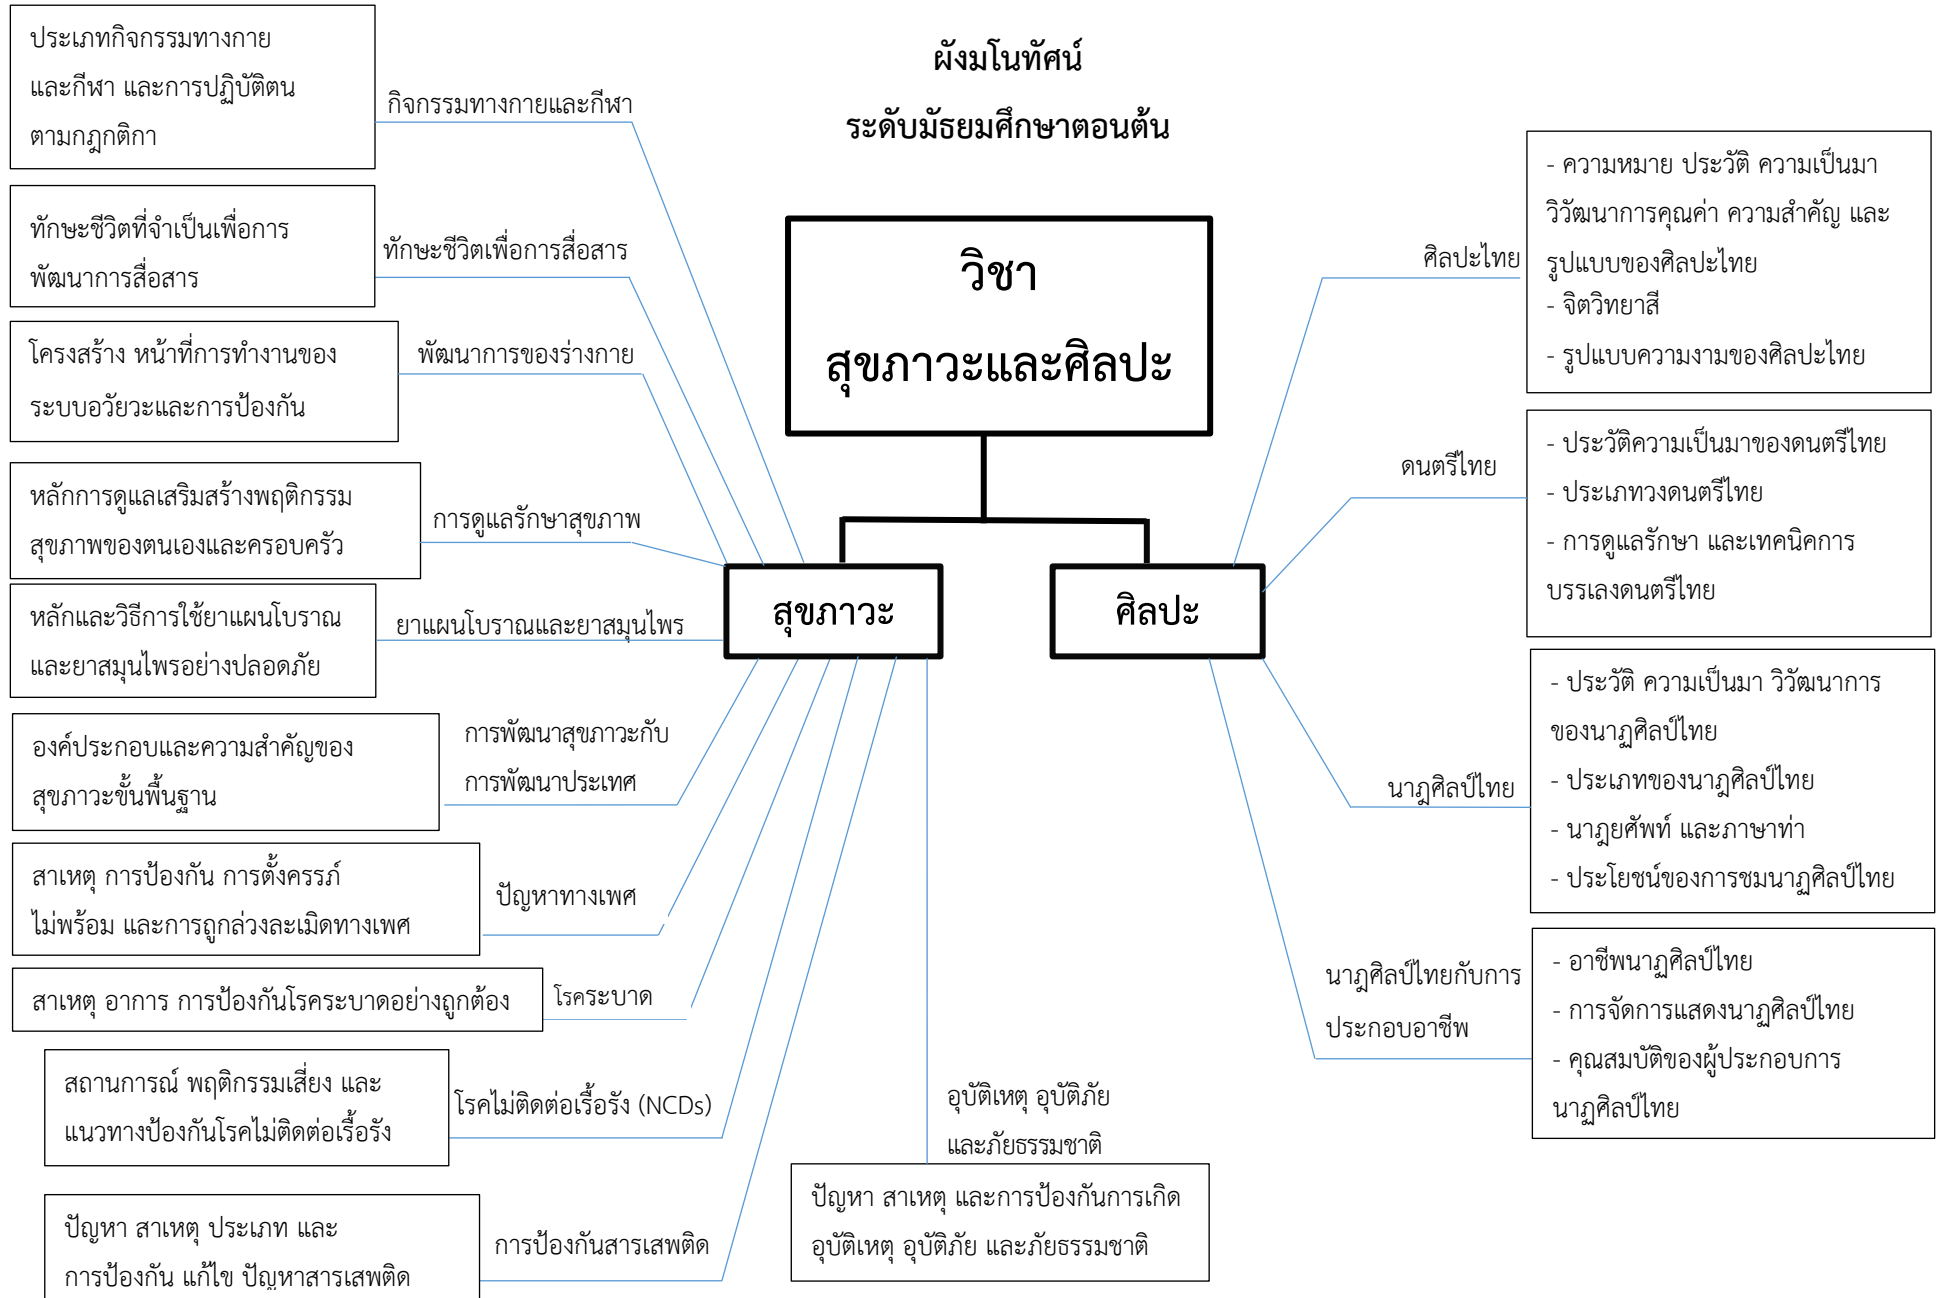 ผังมโนทัศน์
ระดับมัธยมศึกษาตอนต้น
วิชา
สุขภาวะและศิลปะ
สุขภาวะ
ประเภทกิจกรรมทางกาย
และกีฬา และการปฏิบัติตน
ตามกฎกติกา
กิจกรรมทางกายและกีฬา
ทักษะชีวิตที่จำเป็นเพื่อการ
พัฒนาการสื่อสาร
ทักษะชีวิตเพื่อการสื่อสาร
โครงสร้าง หน้าที่การทำงานของ
ระบบอวัยวะและการป้องกัน
พัฒนาการของร่างกาย
หลักการดูแลเสริมสร้างพฤติกรรม
สุขภาพของตนเองและครอบครัว
การดูแลรักษาสุขภาพ
หลักและวิธีการใช้ยาแผนโบราณ
และยาสมุนไพรอย่างปลอดภัย
ยาแผนโบราณและยาสมุนไพร
องค์ประกอบและความสำคัญของ
สุขภาวะขั้นพื้นฐาน
การพัฒนาสุขภาวะกับ
การพัฒนาประเทศ
สาเหตุ การป้องกัน การตั้งครรภ์
ไม่พร้อม และการถูกล่วงละเมิดทางเพศ
ปัญหาทางเพศ
สาเหตุ อาการ การป้องกันโรคระบาดอย่างถูกต้อง
โรคระบาด
สถานการณ์ พฤติกรรมเสี่ยง และ
แนวทางป้องกันโรคไม่ติดต่อเรื้อรัง
โรคไม่ติดต่อเรื้อรัง (NCDs)
ปัญหา สาเหตุ ประเภท และ
การป้องกัน แก้ไข ปัญหาสารเสพติด
การป้องกันสารเสพติด
อุบัติเหตุ อุบัติภัย
และภัยธรรมชาติ
ปัญหา สาเหตุ และการป้องกันการเกิด
อุบัติเหตุ อุบัติภัย และภัยธรรมชาติ
ศิลปะ
ศิลปะไทย
- ความหมาย ประวัติ ความเป็นมา
วิวัฒนาการคุณค่า ความสำคัญ และ
รูปแบบของศิลปะไทย
- จิตวิทยาสี
- รูปแบบความงามของศิลปะไทย
ดนตรีไทย
- ประวัติความเป็นมาของดนตรีไทย
- ประเภทวงดนตรีไทย
- การดูแลรักษา และเทคนิคการ
บรรเลงดนตรีไทย
นาฎศิลป์ไทย
- ประวัติ ความเป็นมา วิวัฒนาการ
ของนาฏศิลป์ไทย
- ประเภทของนาฎศิลป์ไทย
- นาฎยศัพท์ และภาษาท่า
- ประโยชน์ของการชมนาฏศิลป์ไทย
นาฎศิลป์ไทยกับการ
ประกอบอาชีพ
- อาชีพนาฏศิลป์ไทย
- การจัดการแสดงนาฏศิลป์ไทย
- คุณสมบัติของผู้ประกอบการ
นาฏศิลป์ไทย